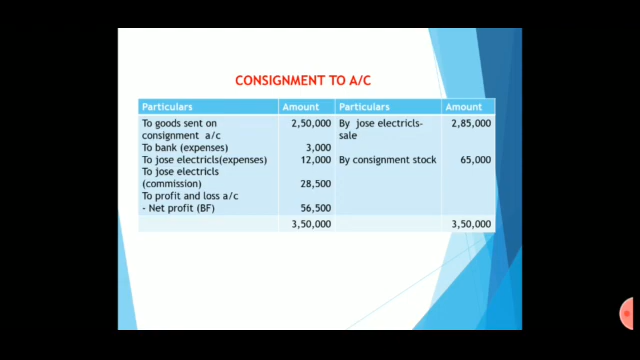 CONSIGNMENT TO A/C
Particulars Amount Particulars Amount
To goods sent on 2,50,000 By jose electricls- 2,85,000
consignment a/c sale
To bank (expenses) 3,000
To jose electricls(expenses) 12,000 By consignment stock 65,000
To jose electricls
(commission) 28,500
To profit and loss a/c
- Net profit (BF) 56,500
3,50,000 3,50,000